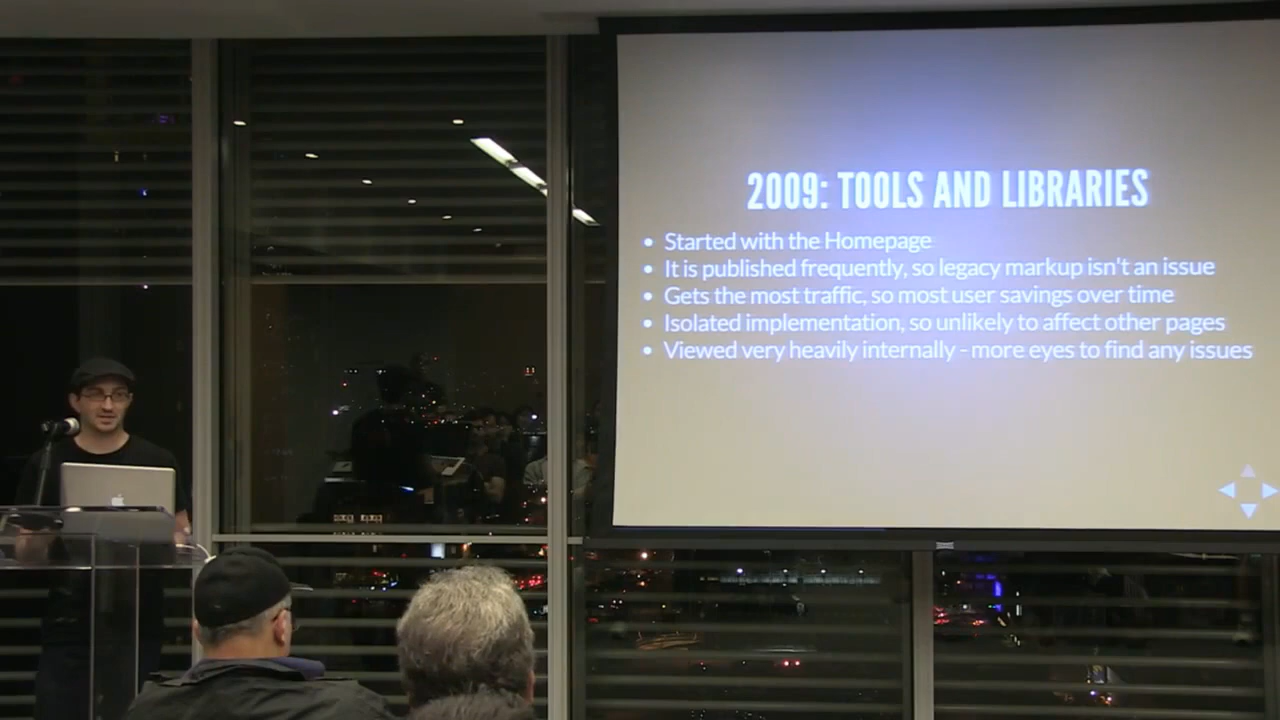 2009: TOOLS AND LIBRARIES
• Started with the Homepage
• It is published frequently, so legacy markup isn't an issue
• Gets the most traffic, so most user savings over time
• Isolated implementation, so unlikely to affect other pages
• Viewed very heavily internally - more eyes to find any issues